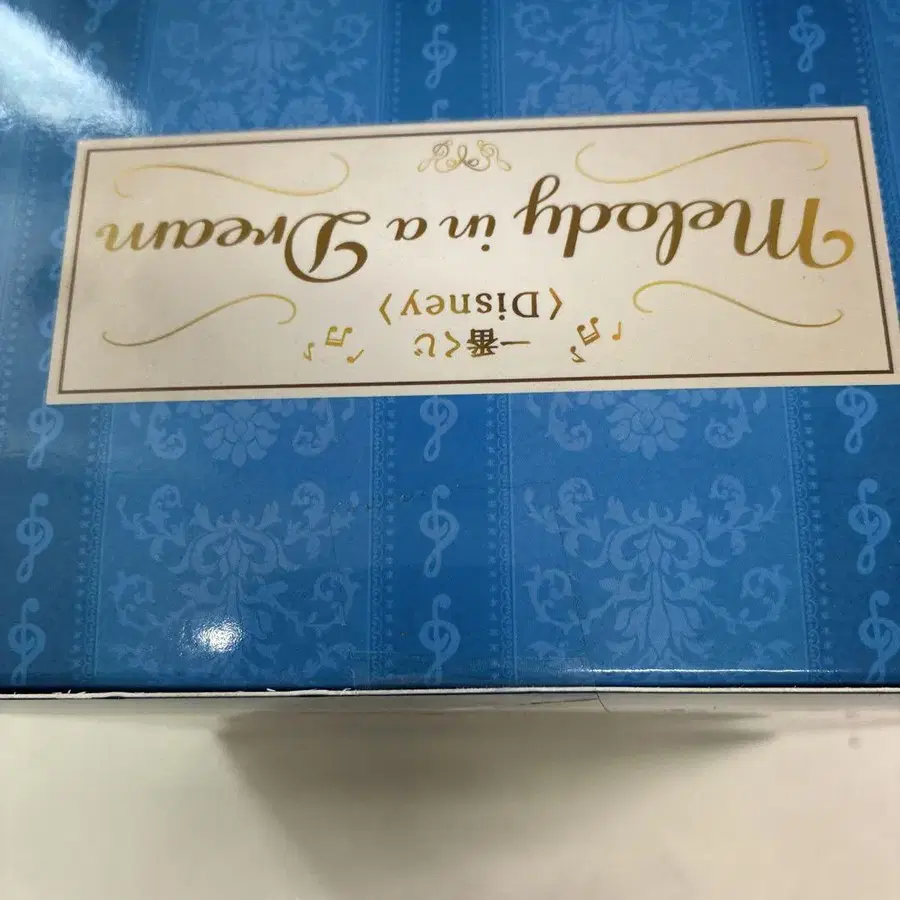 一番くじ
〈Disney〉
Melody in a Dream